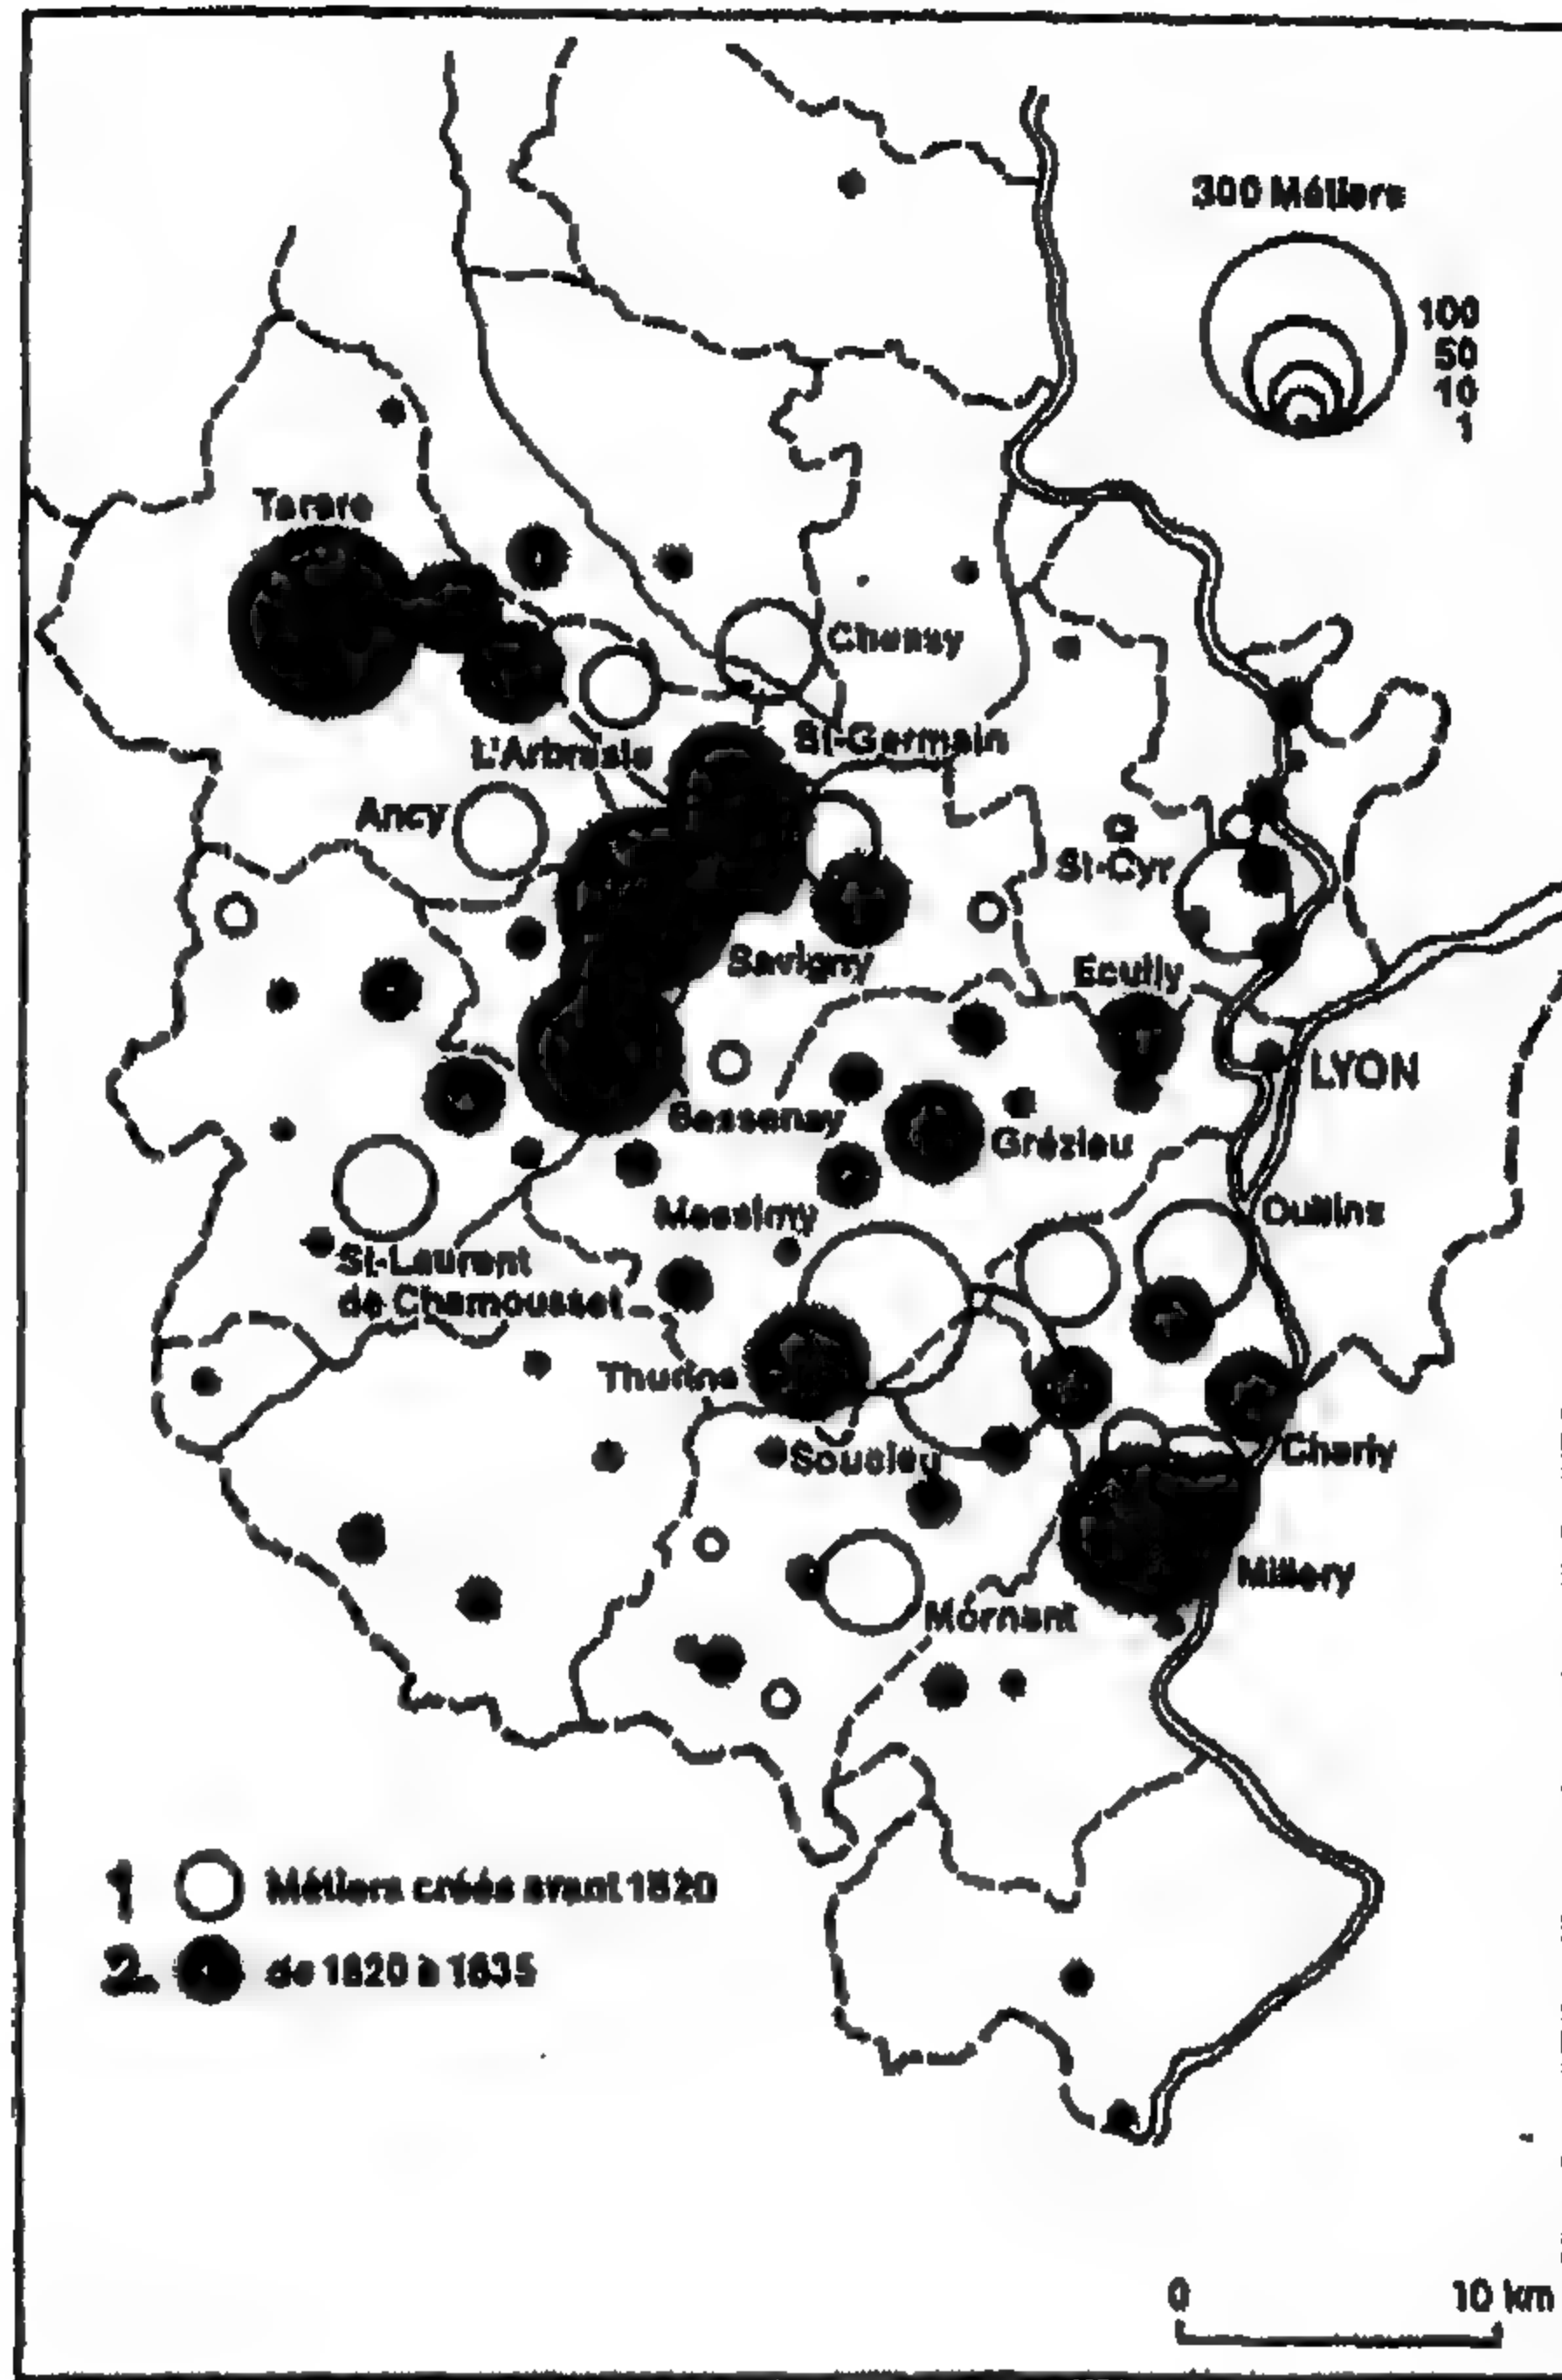 300 Métiers
100
50
10
1
Tarare
Chessy
St-Germain
L'Arbresle
Ancy
St-Cyr
Savigny
Ecully
LYON
Bessenay
Grézieu
Messimy
Oullins
St-Laurent
de Chamousset
Thurins
Soucieu
Charly
Millery
Mornant
1 Métiers créés avant 1820
2 de 1820 à 1835
0 10 km